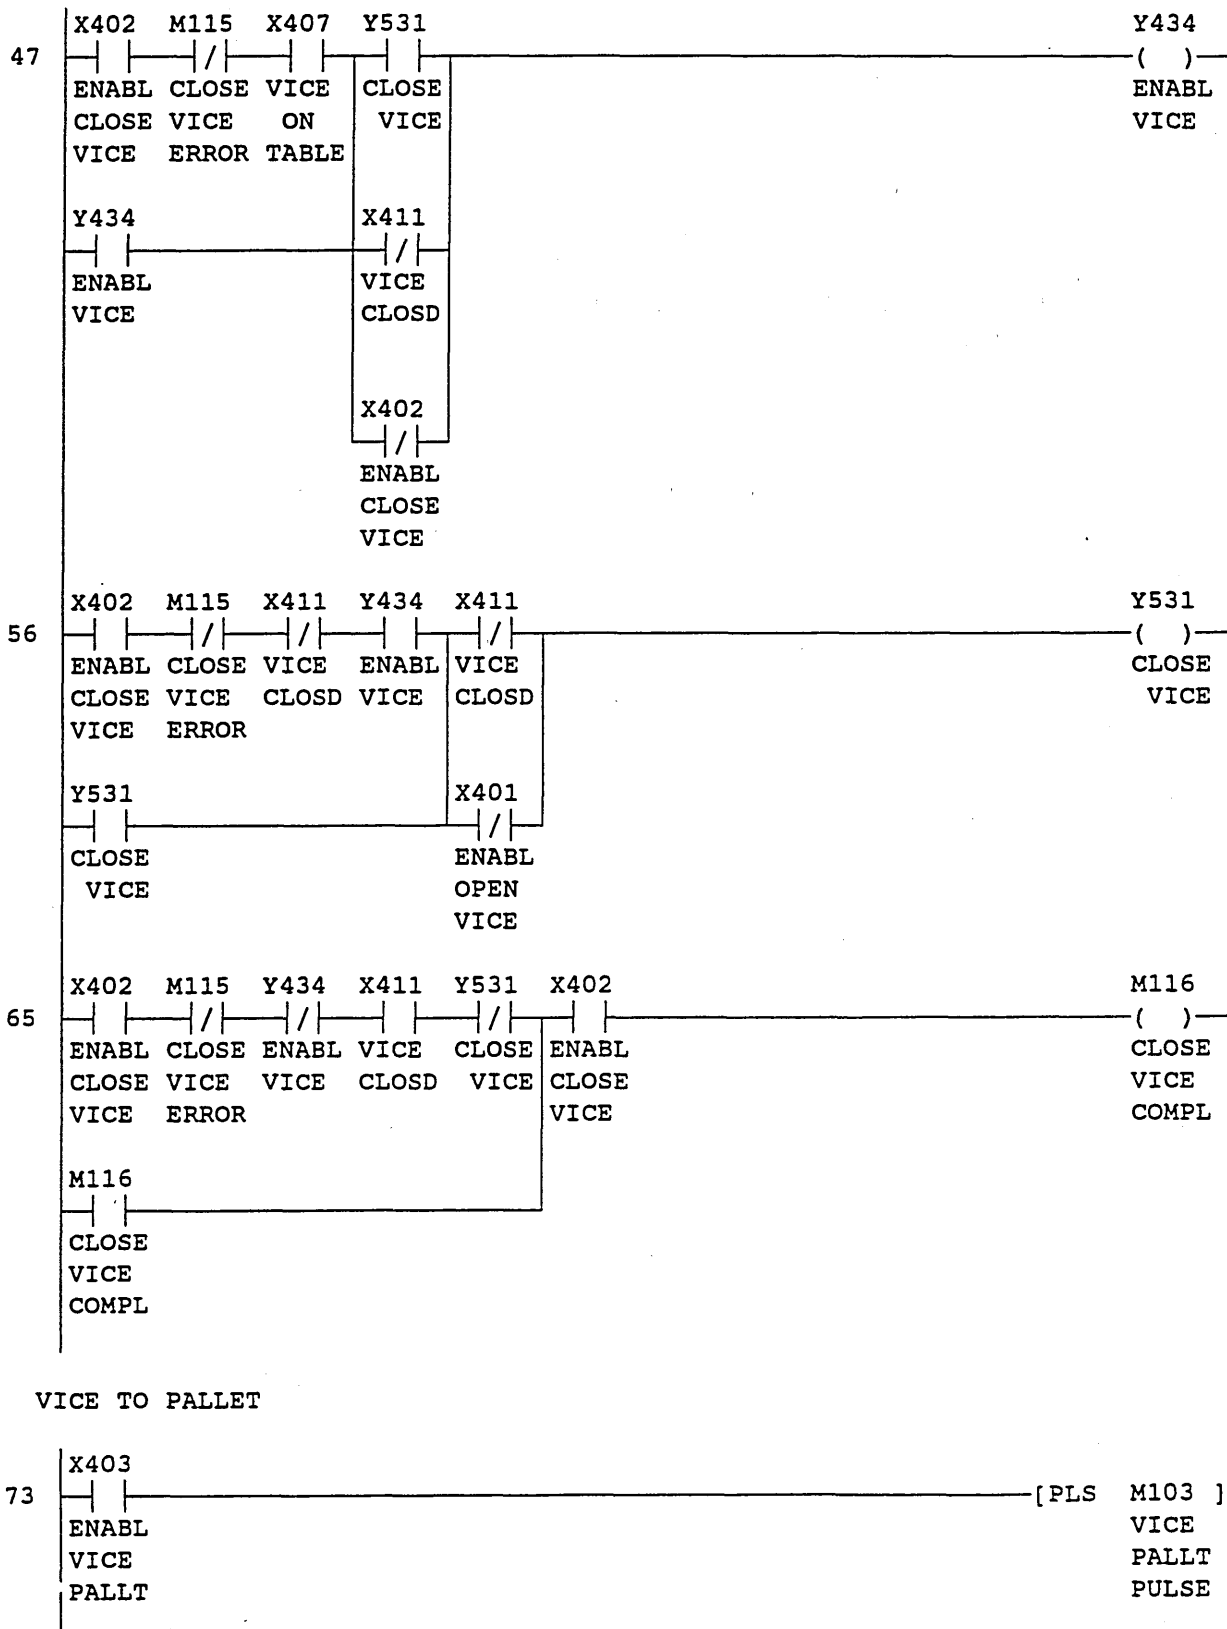 X402 M115 X407 Y531 Y434
47 ( )
ENABL CLOSE VICE CLOSE ENABL
CLOSE VICE ON VICE VICE
VICE ERROR TABLE
Y434 X411
ENABL VICE
VICE CLOSD
X402
ENABL
CLOSE
VICE
X402 M115 X411 Y434 X411 Y531
56 ( )
ENABL CLOSE VICE ENABL VICE CLOSE
CLOSE VICE CLOSD VICE CLOSD VICE
VICE ERROR
Y531 X401
CLOSE ENABL
VICE OPEN
VICE
X402 M115 Y434 X411 Y531 X402 M116
65 ( )
ENABL CLOSE ENABL VICE CLOSE ENABL CLOSE
CLOSE VICE VICE CLOSD VICE CLOSE VICE
VICE ERROR VICE COMPL
M116
CLOSE
VICE
COMPL
VICE TO PALLET
X403
73 [PLS M103 ]
ENABL VICE
VICE PALLT
PALLT PULSE